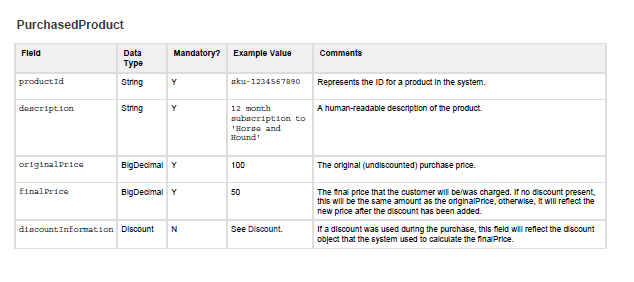 PurchasedProduct
Field Data Type Mandatory? Example Value Comments
productId String Y sku-1234567890 Represents the ID for a product in the system.
description String Y 12 month subscription to 'Horse and Hound' A human-readable description of the product.
originalPrice BigDecimal Y 100 The original (undiscounted) purchase price.
finalPrice BigDecimal Y 50 The final price that the customer will be/was charged. If no discount present, this will be the same amount as the originalPrice, otherwise, it will reflect the new price after the discount has been added.
discountInformation Discount N See Discount. If a discount was used during the purchase, this field will reflect the discount object that the system used to calculate the finalPrice.